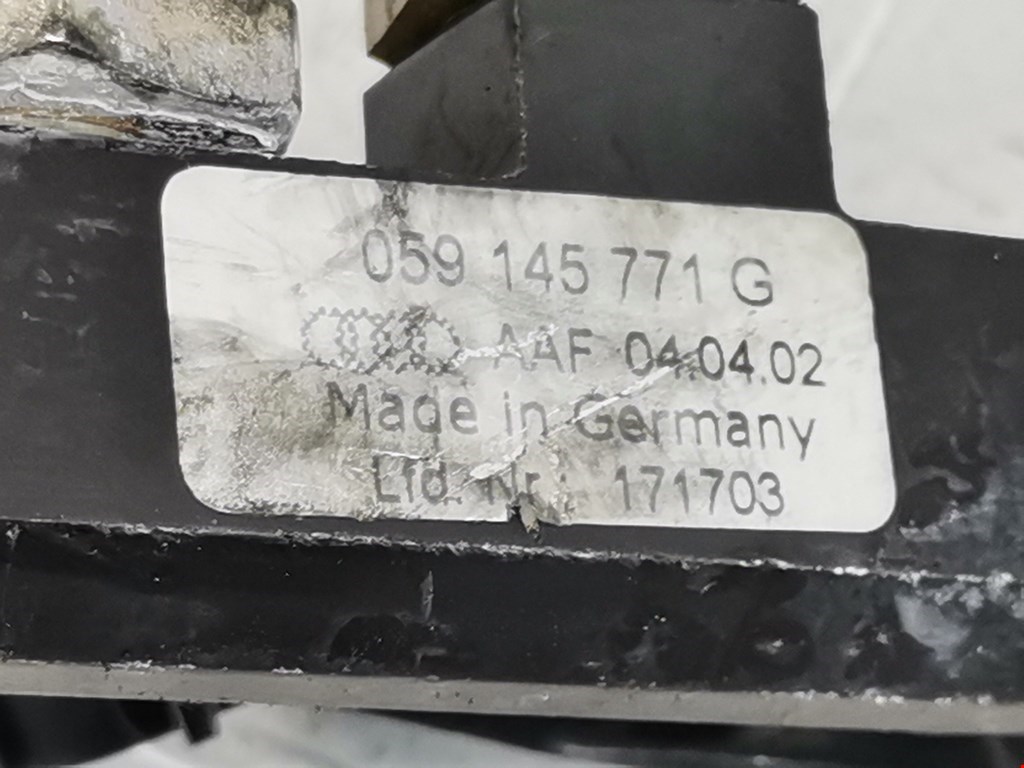 059 145 771 G
AAF 04.04.02
Made in Germany
Lfd. Nr.: 171703